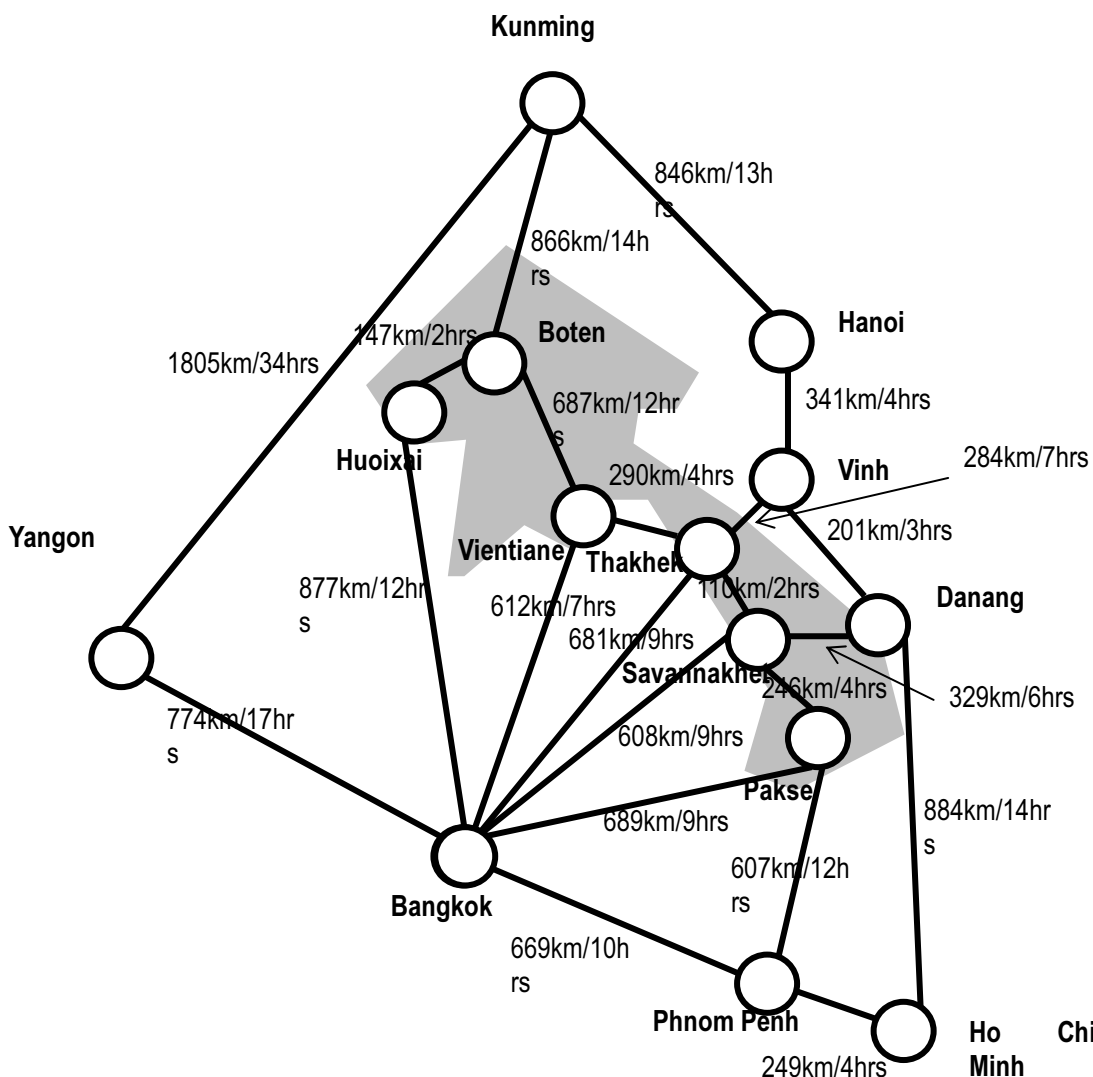 Kunming
846km/13h
rs
866km/14h
rs
Hanoi
147km/2hrs
Boten
1805km/34hrs
687km/12hr
s
341km/4hrs
Huoixai
290km/4hrs
Vinh
284km/7hrs
Yangon
Vientiane
Thakhek
201km/3hrs
877km/12hr
s
612km/7hrs
110km/2hrs
Danang
681km/9hrs
Savannakhet
246km/4hrs
329km/6hrs
774km/17hr
s
608km/9hrs
Pakse
689km/9hrs
884km/14hr
s
607km/12h
rs
Bangkok
669km/10h
rs
Phnom Penh
Ho Chi
Minh
249km/4hrs